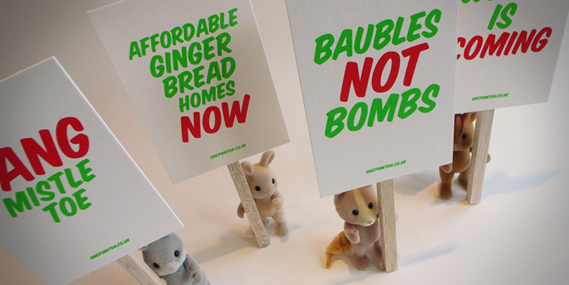 ANG
MISTLE
TOE
AFFORDABLE
GINGER
BREAD
HOMES
NOW
BAUBLES
NOT
BOMBS
IS
COMING